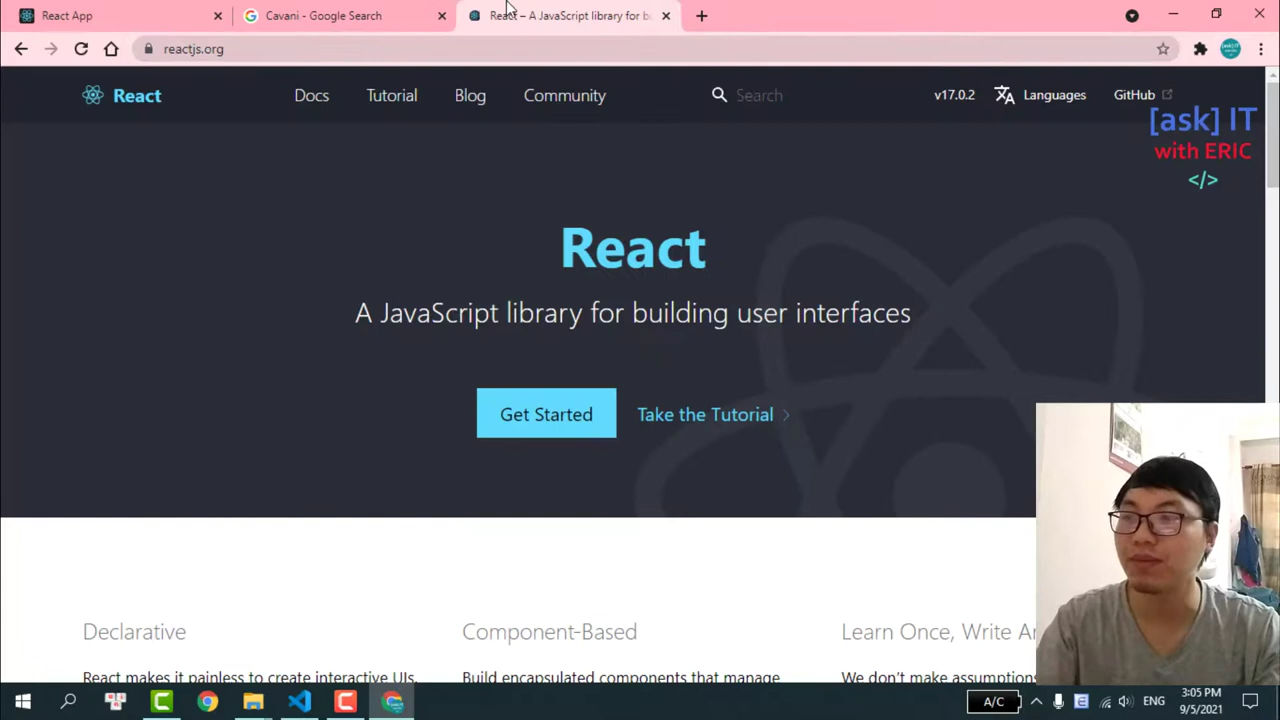 React App
Cavani - Google Search
React – A JavaScript library for b
reactjs.org
React
Docs
Tutorial
Blog
Community
Search
v17.0.2
Languages
GitHub
[ask] IT
with ERIC
</>
React
A JavaScript library for building user interfaces
Get Started
Take the Tutorial
Declarative
Component-Based
Learn Once, Write
React makes it painless to create interactive UIs.
Build encapsulated components that manage
We don't make assumptions
A/C
ENG
3:05 PM
9/5/2021